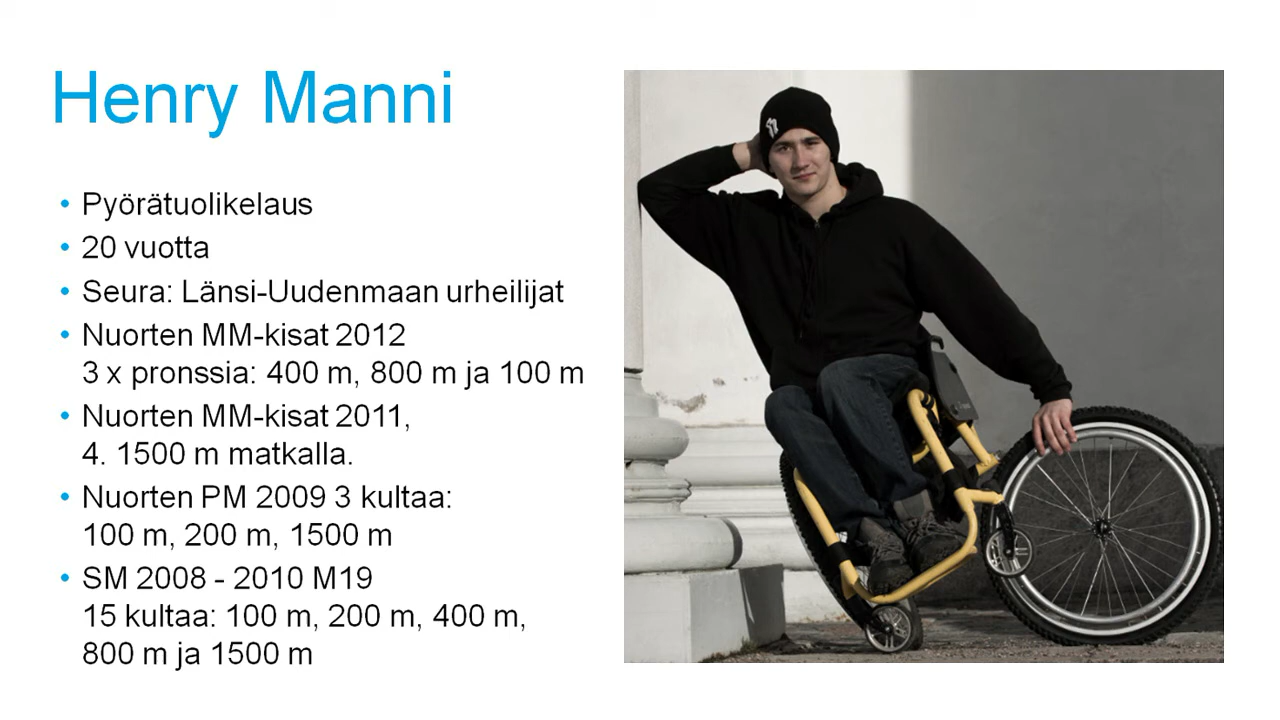 Henry Manni
• Pyörätuolikelaus
• 20 vuotta
• Seura: Länsi-Uudenmaan urheilijat
• Nuorten MM-kisat 2012
3 x pronssia: 400 m, 800 m ja 100 m
• Nuorten MM-kisat 2011,
4. 1500 m matkalla.
• Nuorten PM 2009 3 kultaa:
100 m, 200 m, 1500 m
• SM 2008 - 2010 M19
15 kultaa: 100 m, 200 m, 400 m,
800 m ja 1500 m